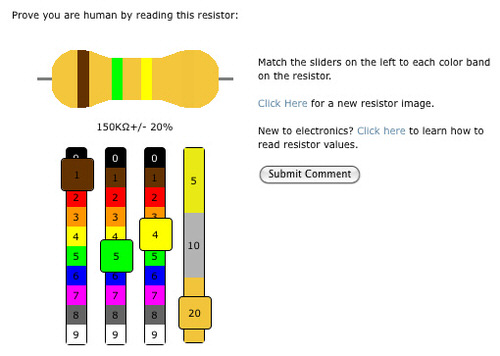 Prove you are human by reading this resistor:
Match the sliders on the left to each color band
on the resistor.
Click Here for a new resistor image.
New to electronics? Click here to learn how to
read resistor values.
Submit Comment
150KΩ+/- 20%
0 0 0
1 1 1 5
2 2 2
3 3 3
4 4 4 10
5 5 5
6 6 6
7 7 7 20
8 8 8
9 9 9